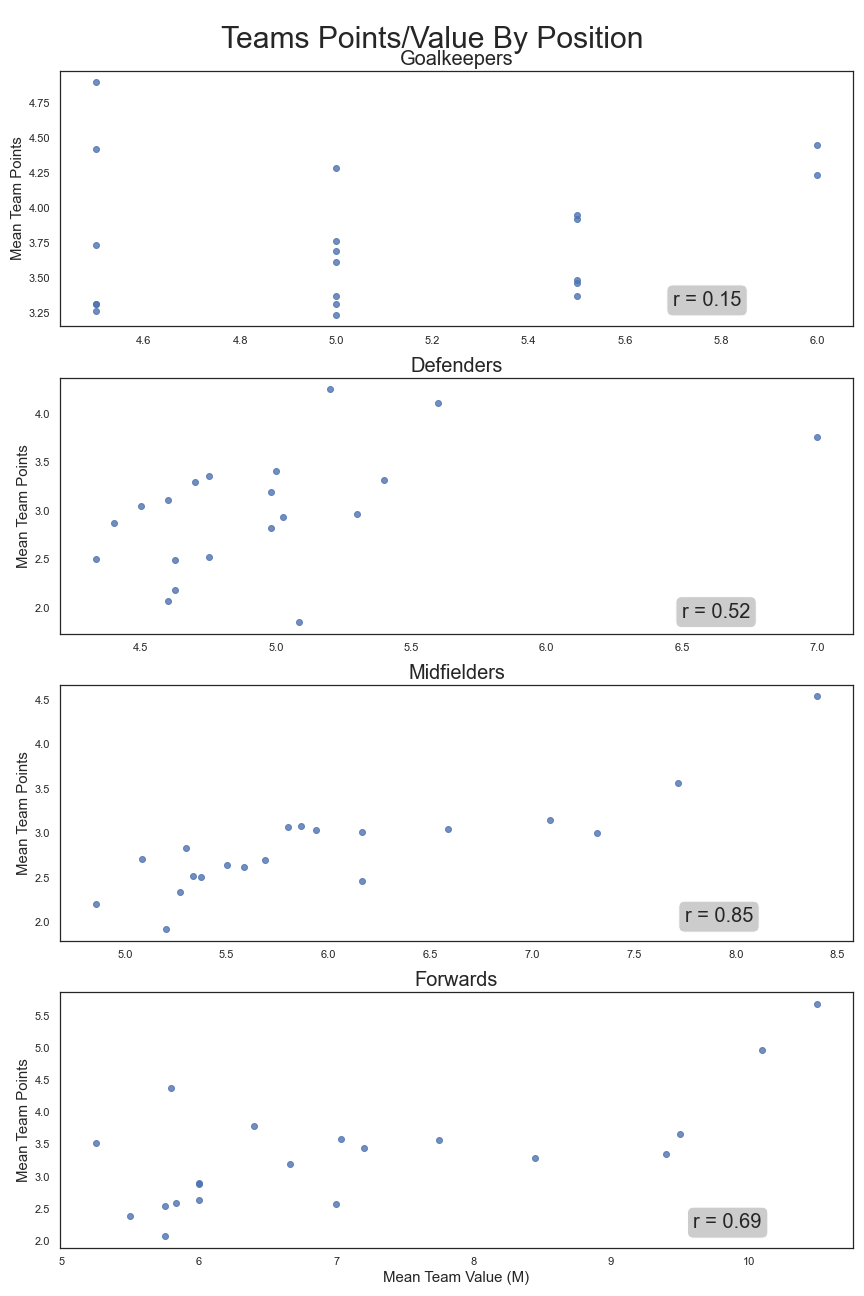 Teams Points/Value By Position
Goalkeepers
Mean Team Points
4.75
4.50
4.25
4.00
3.75
3.50
3.25
r = 0.15
4.6 4.8 5.0 5.2 5.4 5.6 5.8 6.0
Defenders
Mean Team Points
4.0
3.5
3.0
2.5
2.0
r = 0.52
4.5 5.0 5.5 6.0 6.5 7.0
Midfielders
Mean Team Points
4.5
4.0
3.5
3.0
2.5
2.0
r = 0.85
5.0 5.5 6.0 6.5 7.0 7.5 8.0 8.5
Forwards
Mean Team Points
5.5
5.0
4.5
4.0
3.5
3.0
2.5
2.0
r = 0.69
5 6 7 8 9 10
Mean Team Value (M)